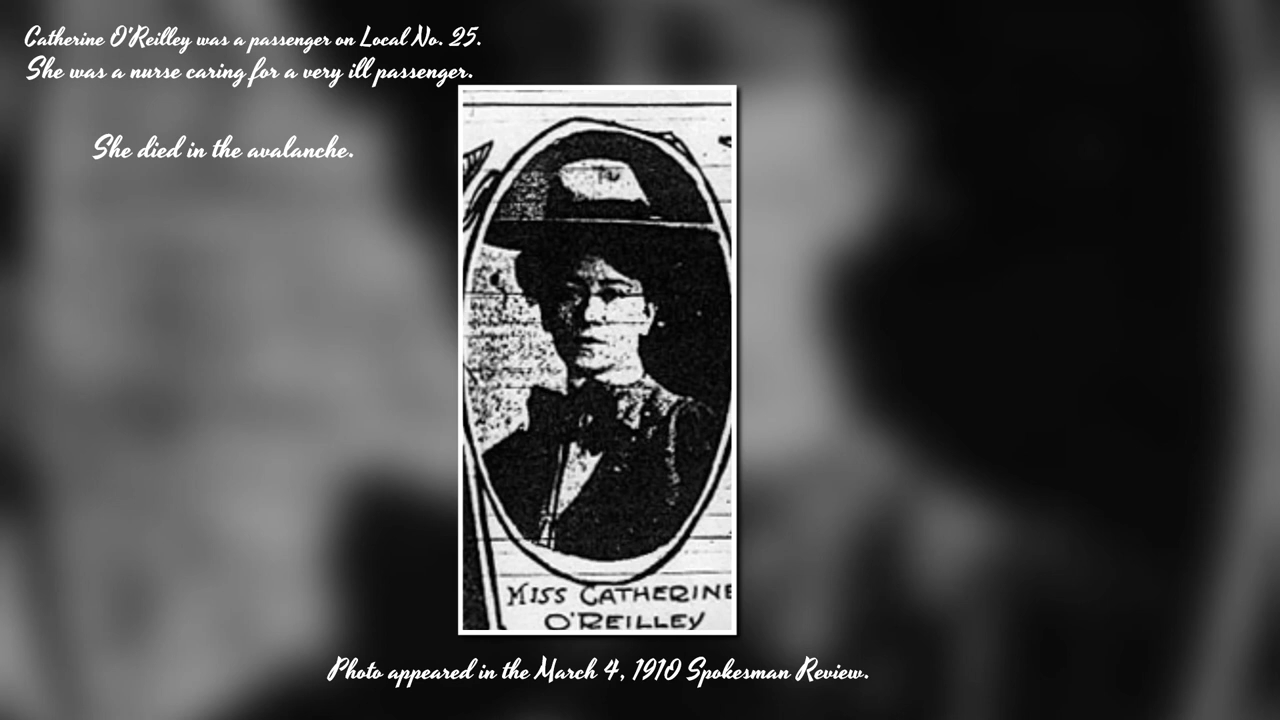 Catherine O'Reilley was a passenger on Local No. 25.
She was a nurse caring for a very ill passenger.
She died in the avalanche.
MISS CATHERINE
O'REILLEY
Photo appeared in the March 4, 1910 Spokesman Review.